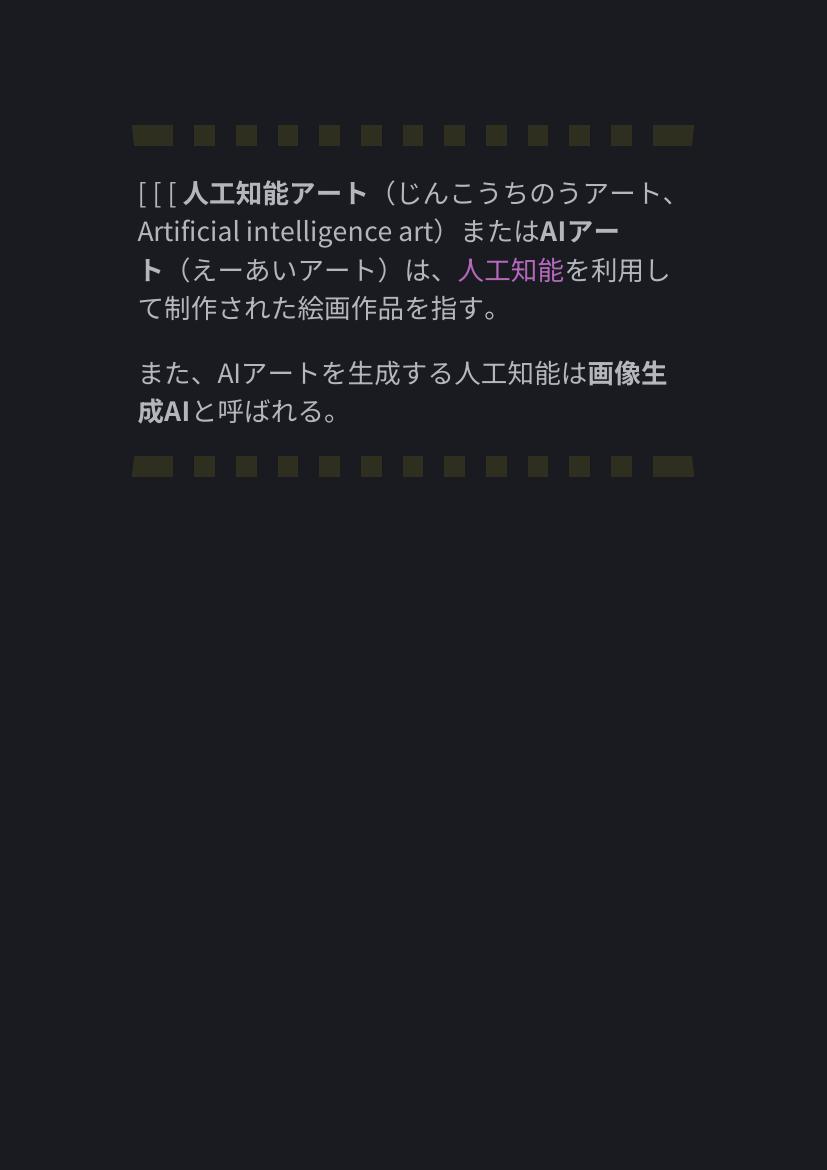 [ [ [ 人工知能アート（じんこうちのうアート、
Artificial intelligence art）またはAIアー
ト（えーあいアート）は、人工知能を利用し
て制作された絵画作品を指す。
また、AIアートを生成する人工知能は画像生
成AIと呼ばれる。